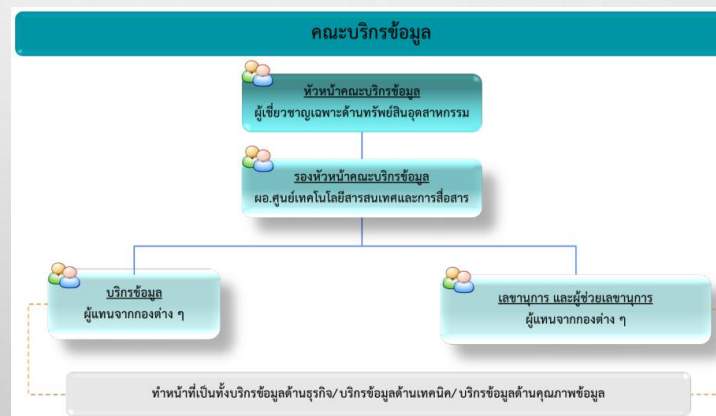 คณะบริกรข้อมูล
หัวหน้าคณะบริกรข้อมูล
ผู้เชี่ยวชาญเฉพาะด้านทรัพย์สินอุตสาหกรรม
รองหัวหน้าคณะบริกรข้อมูล
ผอ.ศูนย์เทคโนโลยีสารสนเทศและการสื่อสาร
บริกรข้อมูล
ผู้แทนจากกองต่าง ๆ
เลขานุการ และผู้ช่วยเลขานุการ
ผู้แทนจากกองต่าง ๆ
ทำหน้าที่เป็นทั้งบริกรข้อมูลด้านธุรกิจ/ บริกรข้อมูลด้านเทคนิค/ บริกรข้อมูลด้านคุณภาพข้อมูล